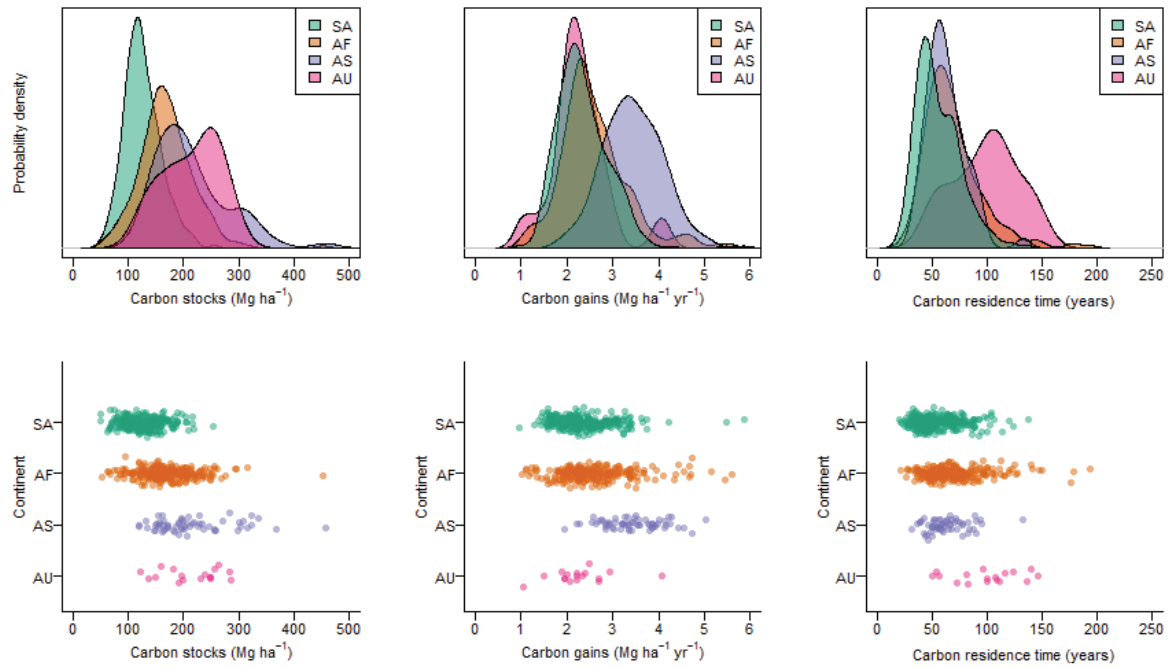 Probability density
SA
AF
AS
AU
0 100 200 300 400 500
Carbon stocks (Mg ha⁻¹)
SA
AF
AS
AU
0 1 2 3 4 5 6
Carbon gains (Mg ha⁻¹ yr⁻¹)
SA
AF
AS
AU
0 50 100 150 200 250
Carbon residence time (years)
Continent
SA
AF
AS
AU
0 100 200 300 400 500
Carbon stocks (Mg ha⁻¹)
Continent
SA
AF
AS
AU
0 1 2 3 4 5 6
Carbon gains (Mg ha⁻¹ yr⁻¹)
Continent
SA
AF
AS
AU
0 50 100 150 200 250
Carbon residence time (years)